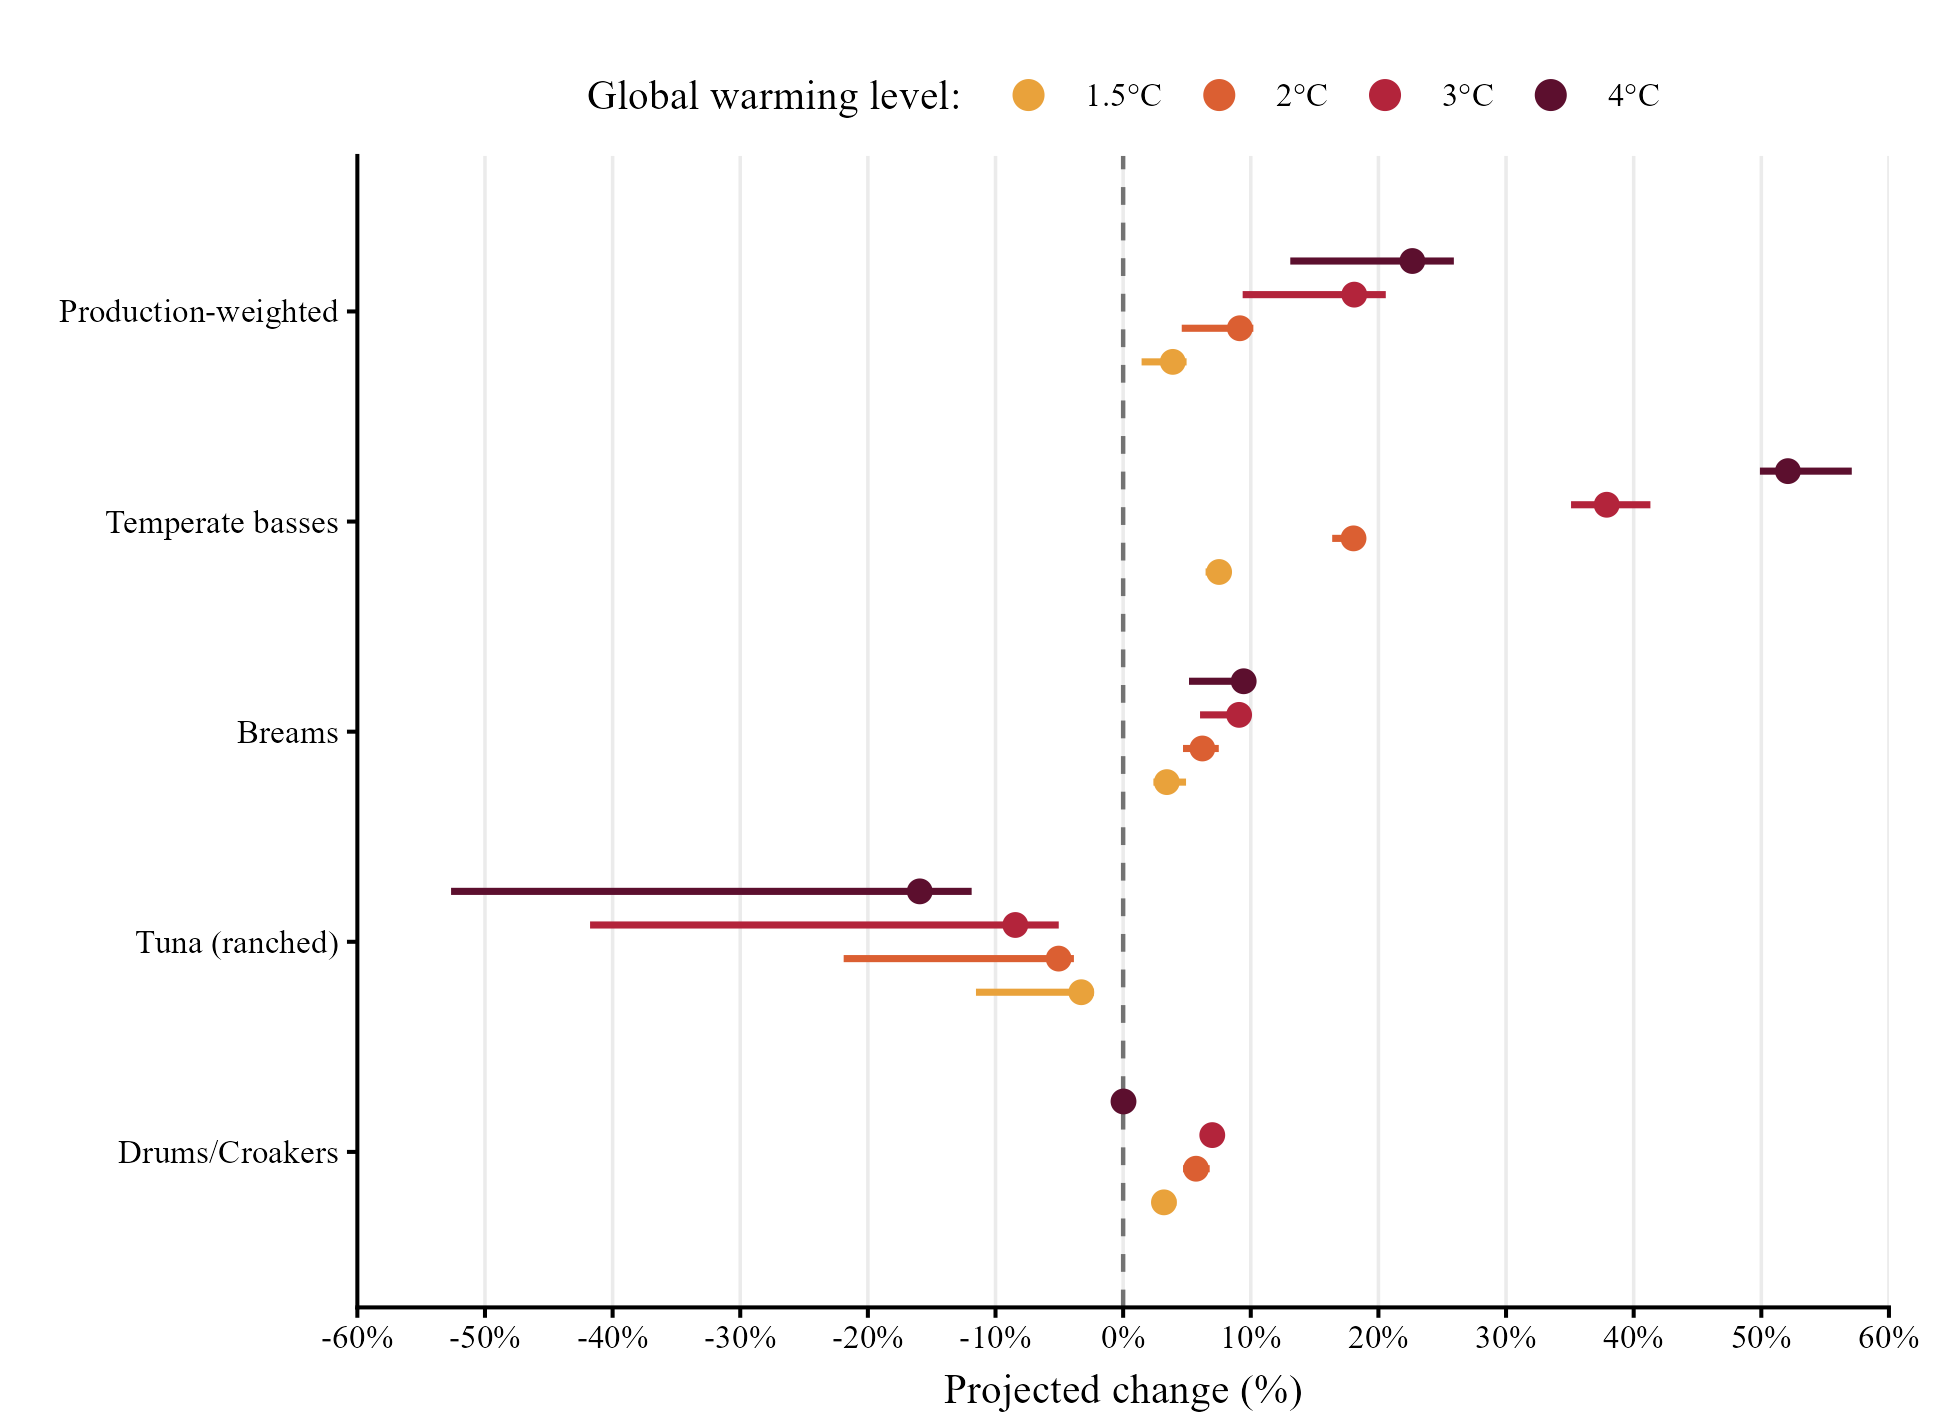 Global warming level: 1.5°C 2°C 3°C 4°C
Production-weighted
Temperate basses
Breams
Tuna (ranched)
Drums/Croakers
-60% -50% -40% -30% -20% -10% 0% 10% 20% 30% 40% 50% 60%
Projected change (%)